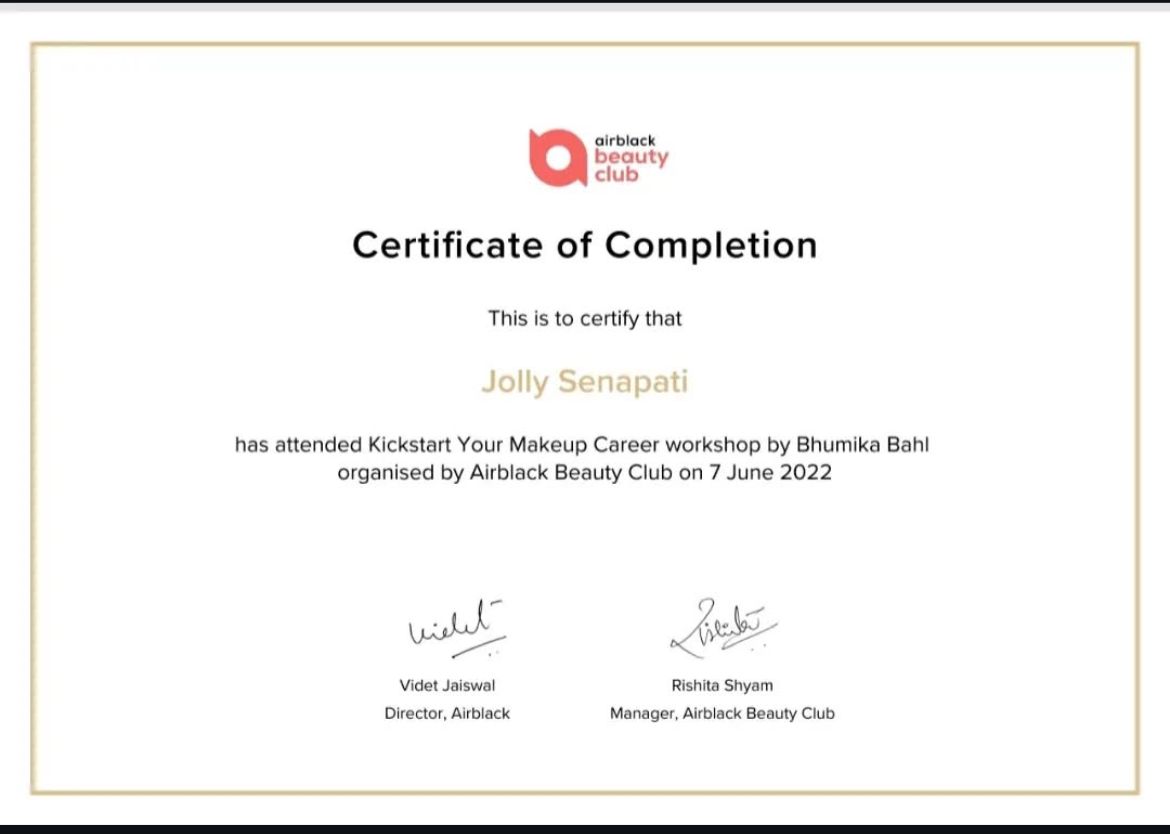 airblack
beauty
club
Certificate of Completion
This is to certify that
Jolly Senapati
has attended Kickstart Your Makeup Career workshop by Bhumika Bahl
organised by Airblack Beauty Club on 7 June 2022
Videt
Rishita
Videt Jaiswal
Rishita Shyam
Director, Airblack
Manager, Airblack Beauty Club